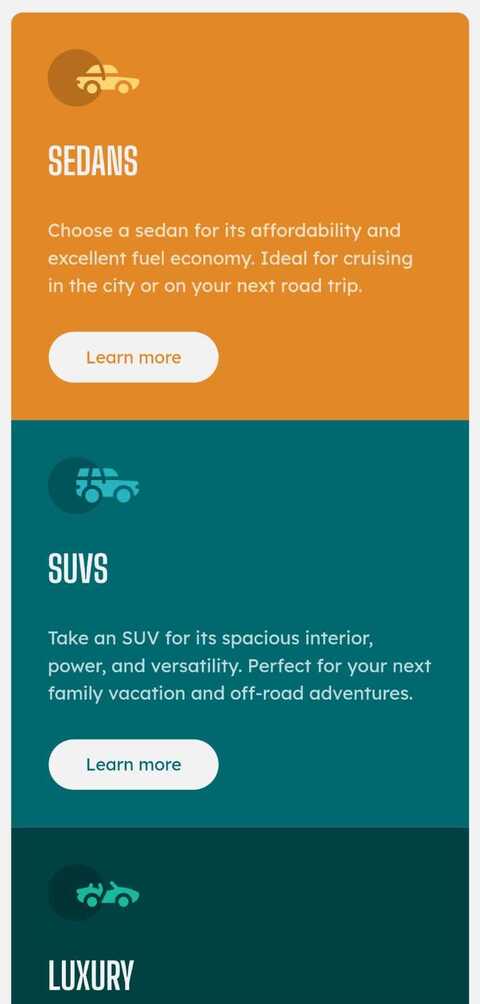 SEDANS
Choose a sedan for its affordability and
excellent fuel economy. Ideal for cruising
in the city or on your next road trip.
Learn more
SUVS
Take an SUV for its spacious interior,
power, and versatility. Perfect for your next
family vacation and off-road adventures.
Learn more
LUXURY